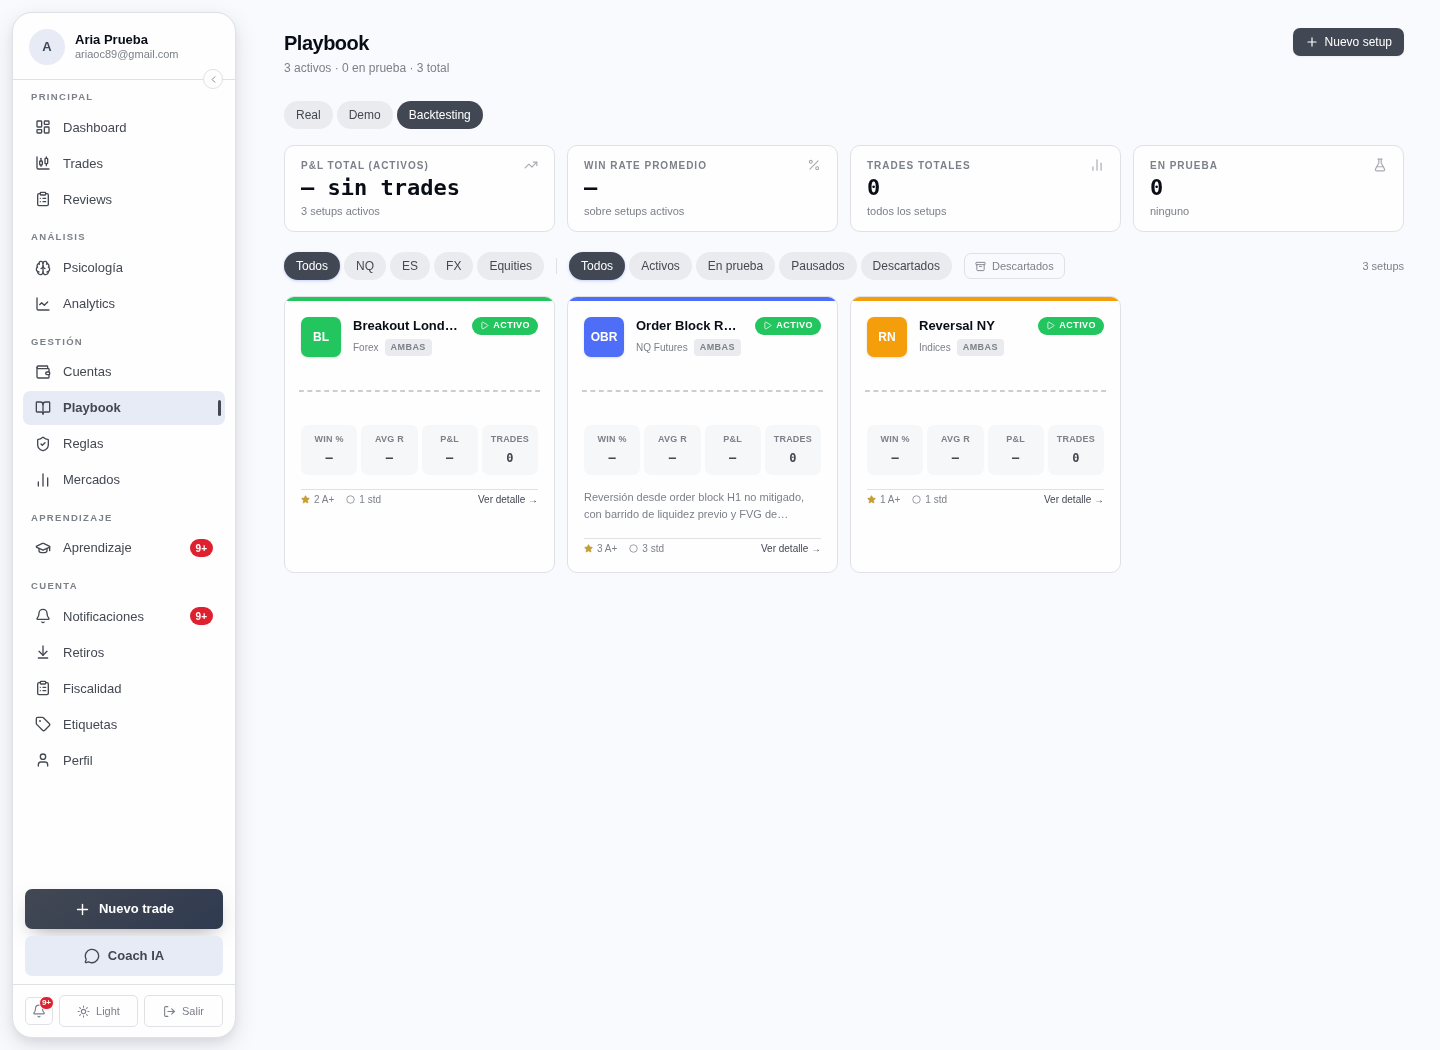 A
Aria Prueba
ariaoc89@gmail.com
PRINCIPAL
Dashboard
Trades
Reviews
ANÁLISIS
Psicología
Analytics
GESTIÓN
Cuentas
Playbook
Reglas
Mercados
APRENDIZAJE
Aprendizaje 9+
CUENTA
Notificaciones 9+
Retiros
Fiscalidad
Etiquetas
Perfil
Nuevo trade
Coach IA
9+ Light Salir
Playbook
3 activos · 0 en prueba · 3 total
Nuevo setup
Real Demo Backtesting
P&L TOTAL (ACTIVOS)
— sin trades
3 setups activos
WIN RATE PROMEDIO
—
sobre setups activos
TRADES TOTALES
0
todos los setups
EN PRUEBA
0
ninguno
Todos NQ ES FX Equities Todos Activos En prueba Pausados Descartados Descartados 3 setups
BL
Breakout Lond… ACTIVO
Forex AMBAS
WIN % AVG R P&L TRADES
— — — 0
2 A+ 1 std Ver detalle →
OBR
Order Block R… ACTIVO
NQ Futures AMBAS
WIN % AVG R P&L TRADES
— — — 0
Reversión desde order block H1 no mitigado,
con barrido de liquidez previo y FVG de…
3 A+ 3 std Ver detalle →
RN
Reversal NY ACTIVO
Indices AMBAS
WIN % AVG R P&L TRADES
— — — 0
1 A+ 1 std Ver detalle →